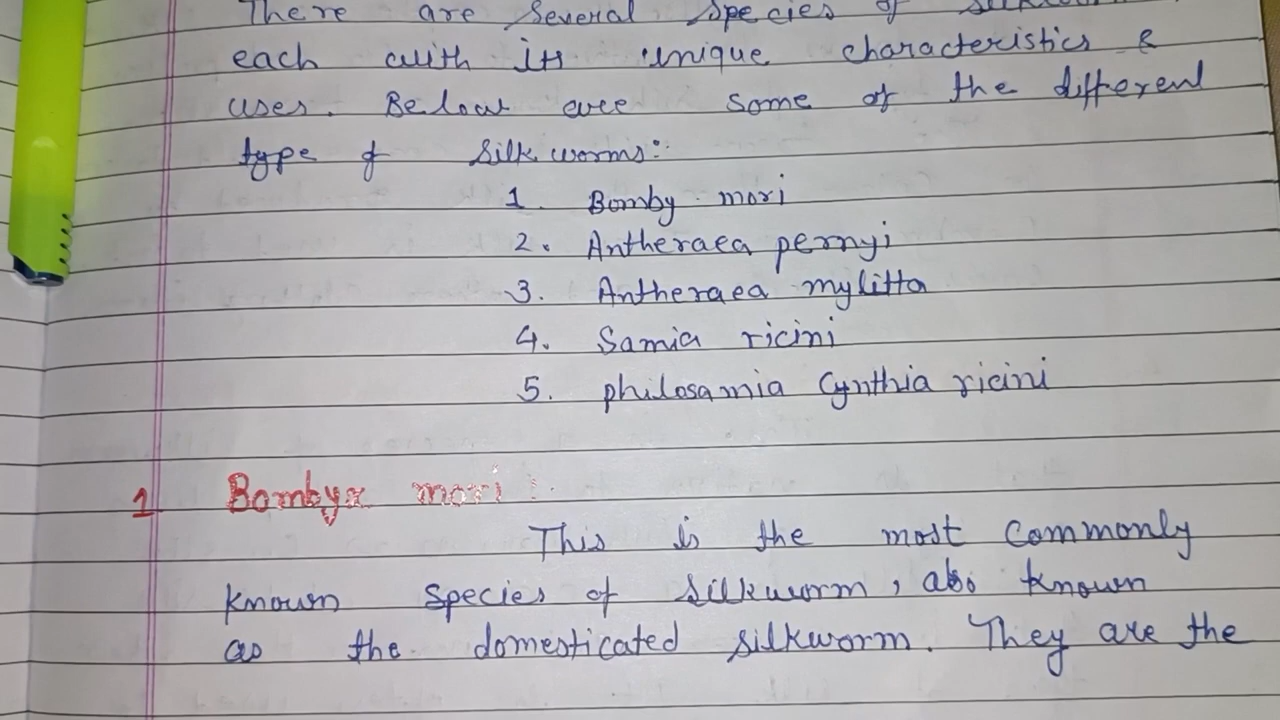 There are several species of
each with its unique characteristics &
uses. Below are some of the different
type of silk worms:
1. Bomby mori
2. Antheraea pernyi
3. Antheraea mylitta
4. Samia ricini
5. philosamia Cynthia ricini
1 Bombyx mori :
This is the most commonly
known species of silkworm, also known
as the domesticated silkworm. They are the